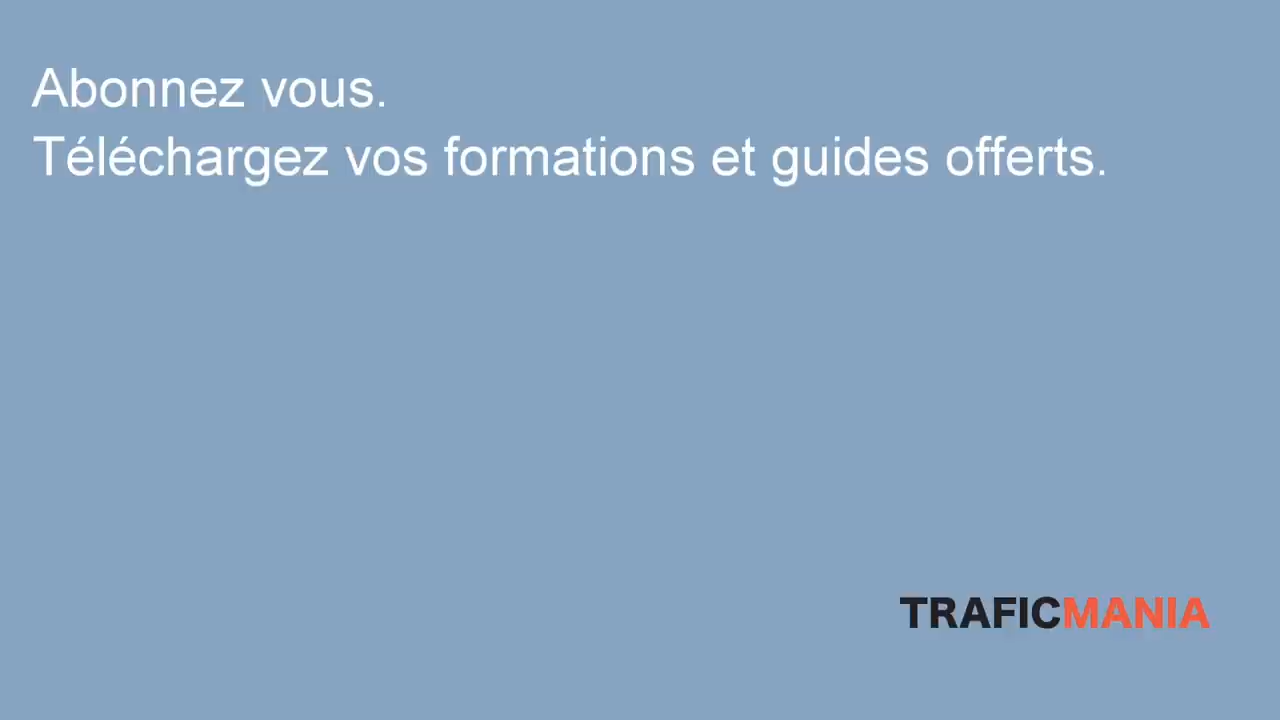 Abonnez vous.
Téléchargez vos formations et guides offerts.
TRAFICMANIA